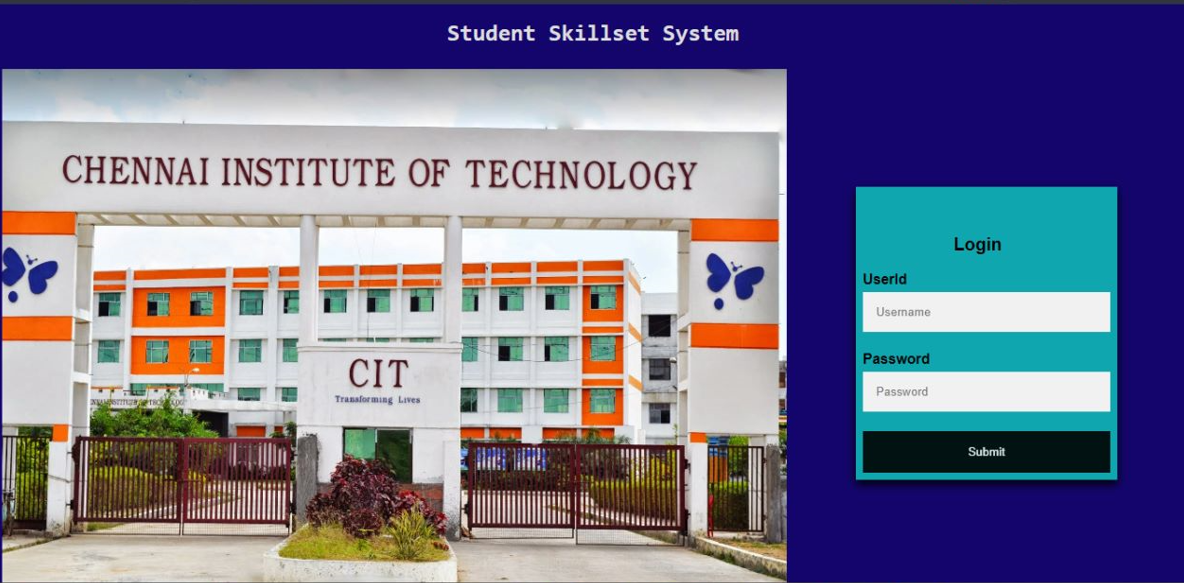 Student Skillset System
CHENNAI INSTITUTE OF TECHNOLOGY
CIT
Transforming Lives
Login
UserId
Username
Password
Password
Submit